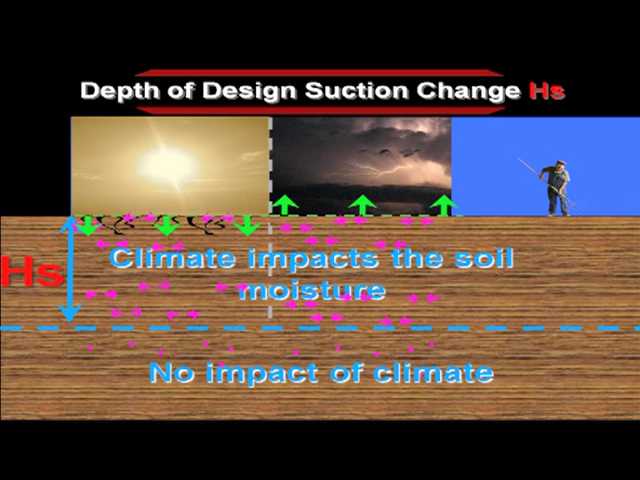 Depth of Design Suction Change Hs
Hs
Climate impacts the soil
moisture
No impact of climate